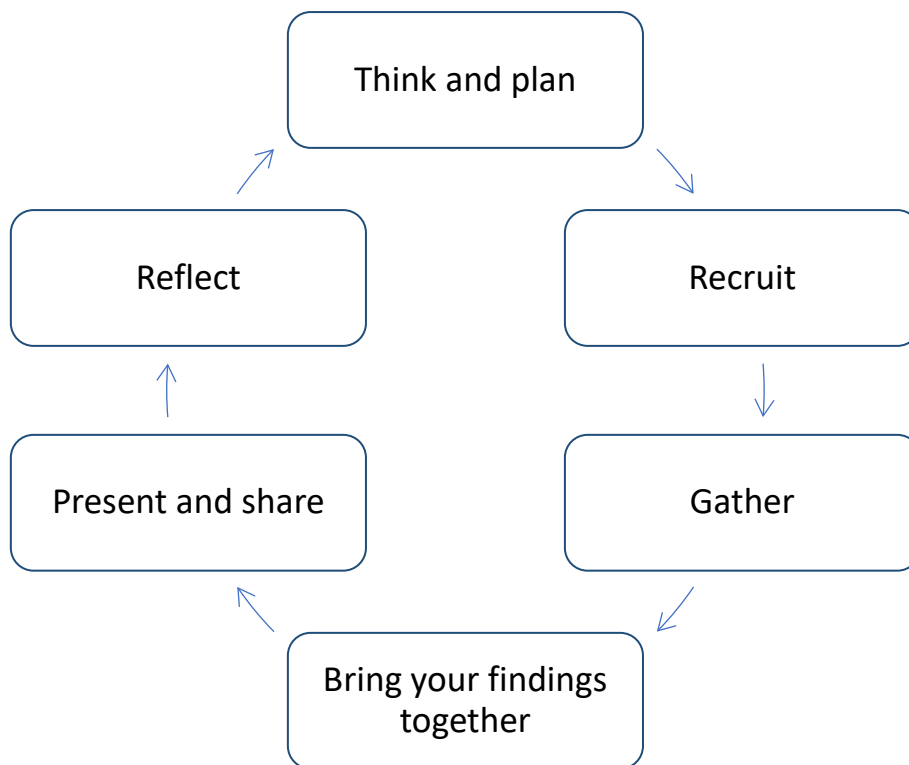 Think and plan
Recruit
Gather
Bring your findings
together
Present and share
Reflect